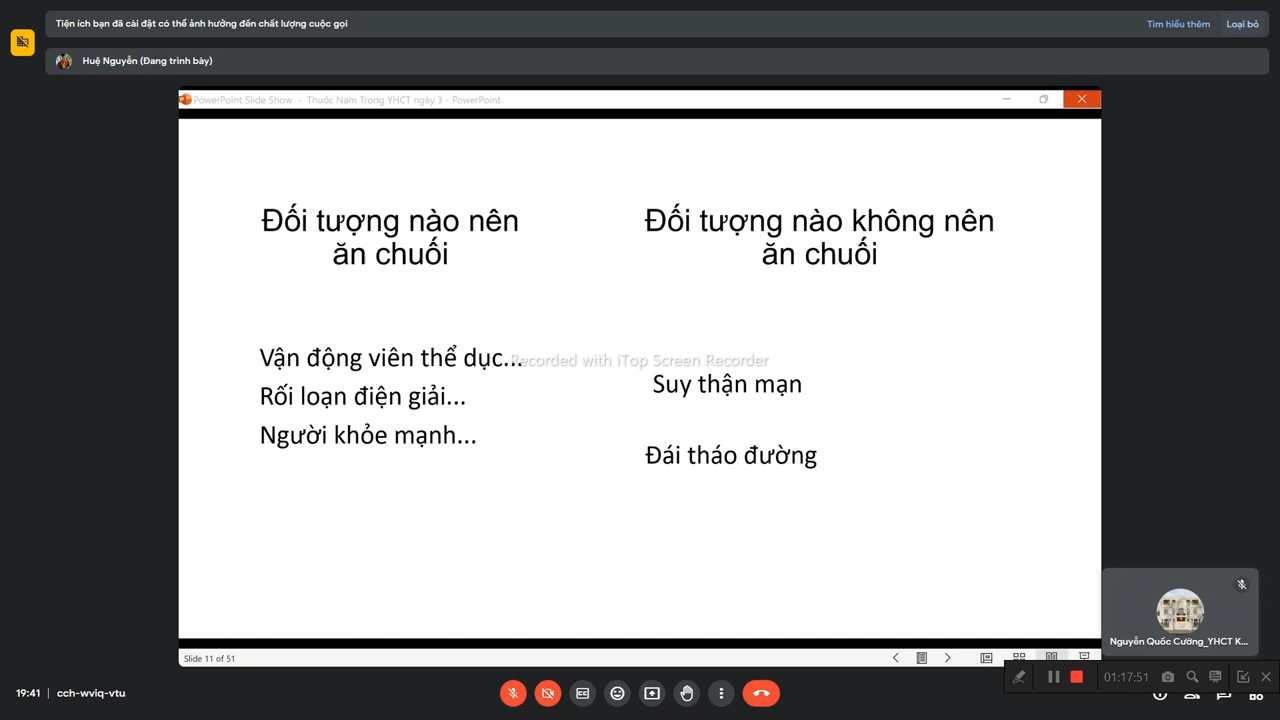 Tiện ích bạn đã cài đặt có thể ảnh hưởng đến chất lượng cuộc gọi
Tìm hiểu thêm
Loại bỏ
Huệ Nguyễn (Đang trình bày)
PowerPoint Slide Show - Thuốc Nam Trong YHCT ngày 3 - PowerPoint
Đối tượng nào nên
ăn chuối
Đối tượng nào không nên
ăn chuối
Vận động viên thể dục...
Rối loạn điện giải...
Người khỏe mạnh...
Recorded with iTop Screen Recorder
Suy thận mạn
Đái tháo đường
Nguyễn Quốc Cường_YHCT K...
Slide 11 of 51
01:17:51
19:41
cch-wviq-vtu